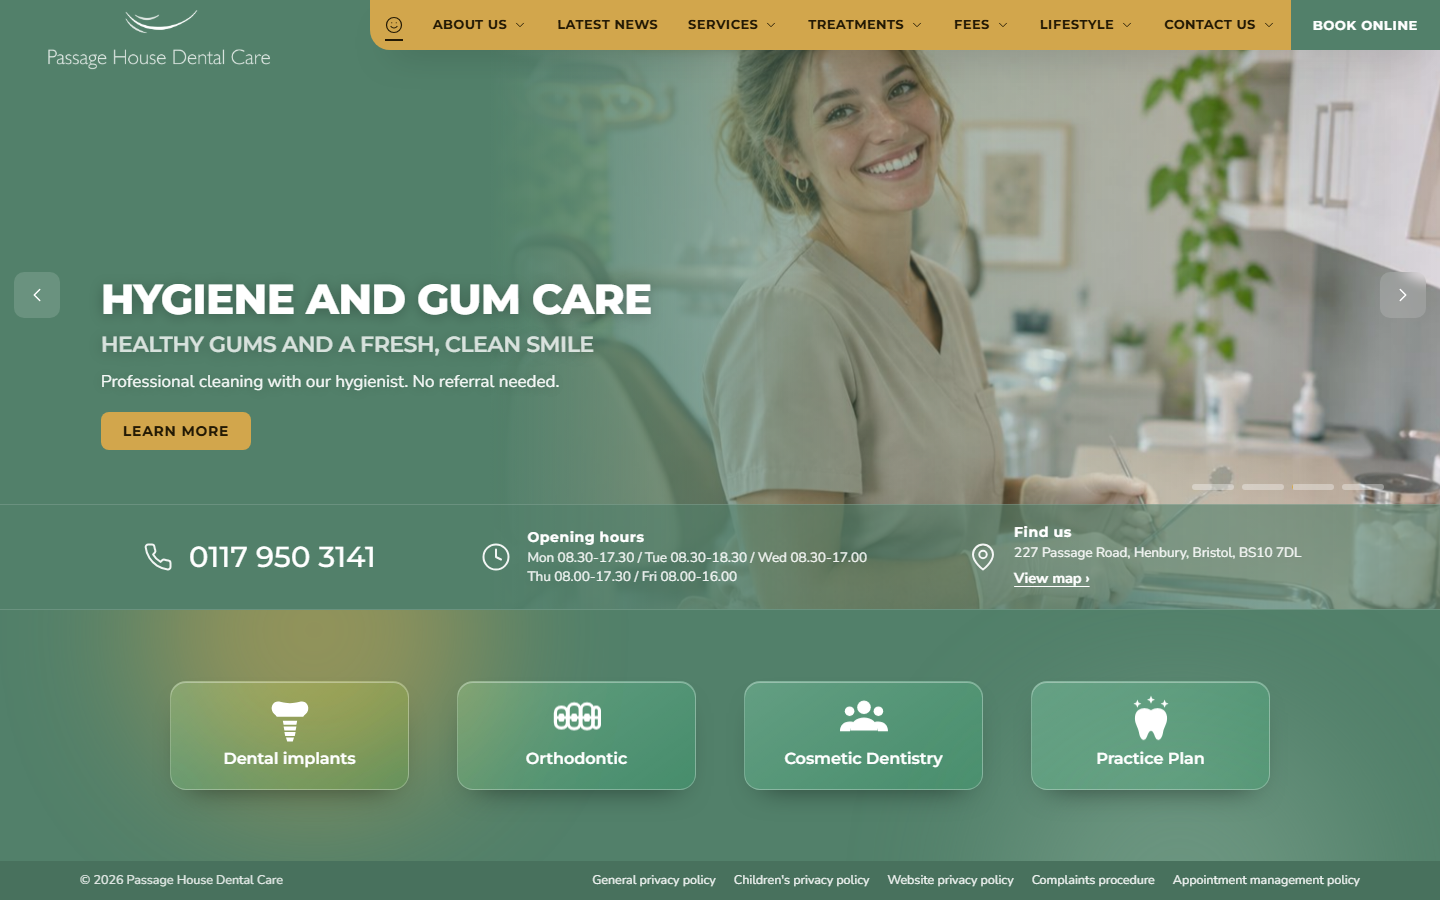 Passage House Dental Care
ABOUT US
LATEST NEWS
SERVICES
TREATMENTS
FEES
LIFESTYLE
CONTACT US
BOOK ONLINE
HYGIENE AND GUM CARE
HEALTHY GUMS AND A FRESH, CLEAN SMILE
Professional cleaning with our hygienist. No referral needed.
LEARN MORE
0117 950 3141
Opening hours
Mon 08.30-17.30 / Tue 08.30-18.30 / Wed 08.30-17.00
Thu 08.00-17.30 / Fri 08.00-16.00
Find us
227 Passage Road, Henbury, Bristol, BS10 7DL
View map ›
Dental implants
Orthodontic
Cosmetic Dentistry
Practice Plan
© 2026 Passage House Dental Care
General privacy policy
Children's privacy policy
Website privacy policy
Complaints procedure
Appointment management policy